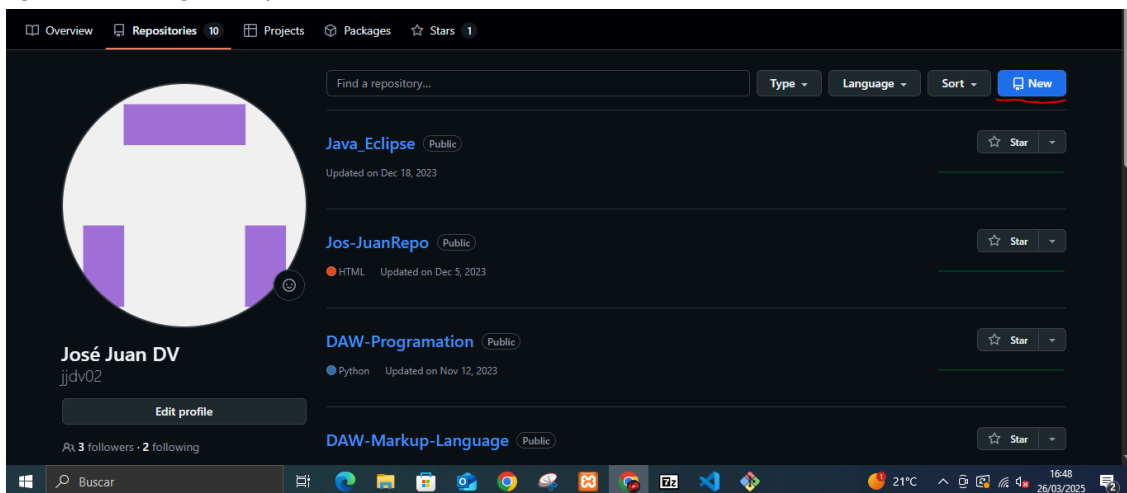 Overview Repositories 10 Projects Packages Stars 1
Find a repository... Type Language Sort New
Java_Eclipse Public Star
Updated on Dec 18, 2023
Jos-JuanRepo Public Star
HTML Updated on Dec 5, 2023
DAW-Programation Public Star
Python Updated on Nov 12, 2023
José Juan DV
jjdv02
Edit profile
3 followers · 2 following
DAW-Markup-Language Public Star
Buscar 21°C 16:48
26/03/2025